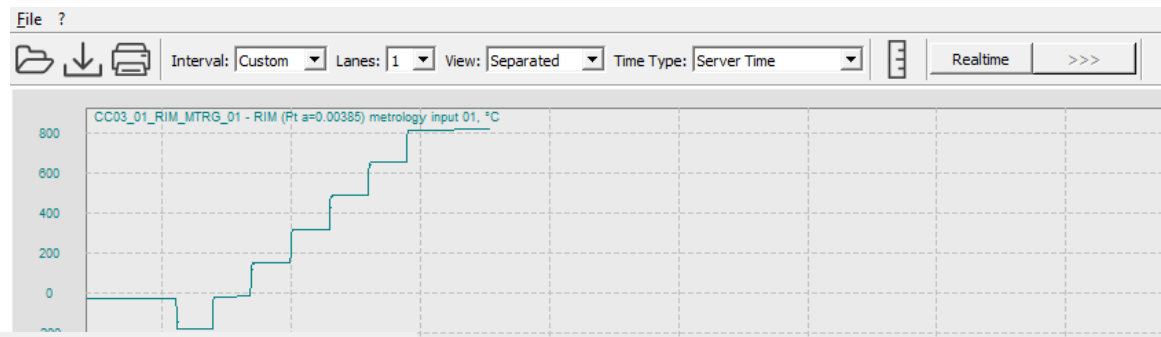 File ?
Interval: Custom Lanes: 1 View: Separated Time Type: Server Time Realtime >>>
CC03_01_RIM_MTRG_01 - RIM (Pt a=0.00385) metrology input 01, °C
800
600
400
200
0